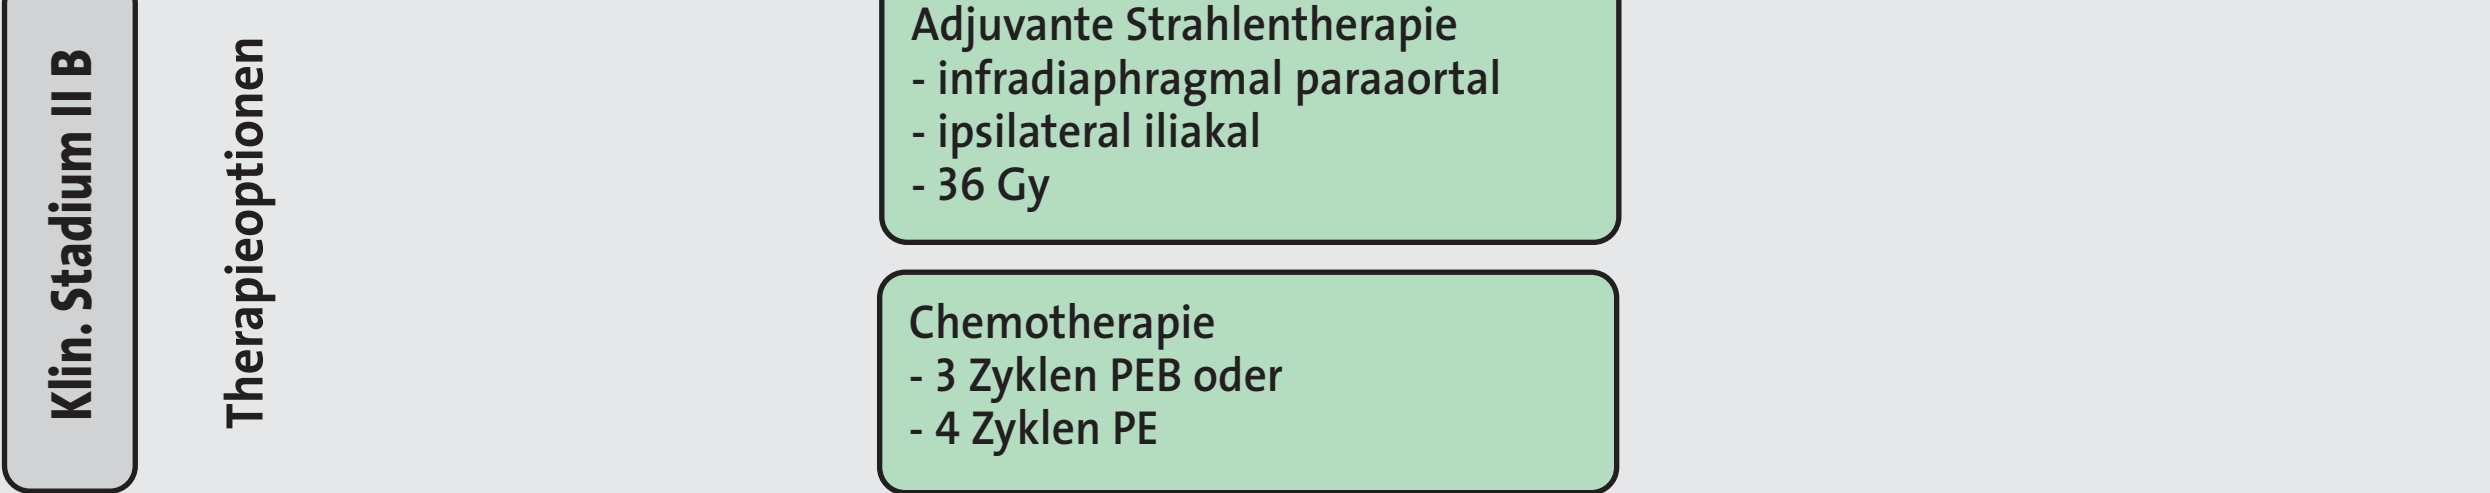 Klin. Stadium II B
Therapieoptionen
Adjuvante Strahlentherapie
- infradiaphragmal paraaortal
- ipsilateral iliakal
- 36 Gy
Chemotherapie
- 3 Zyklen PEB oder
- 4 Zyklen PE